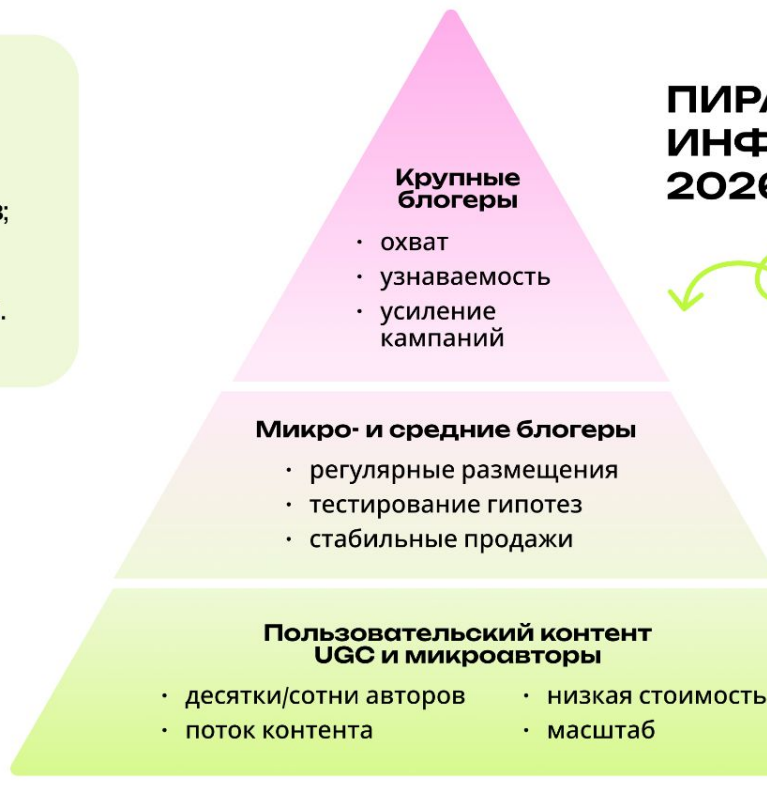 Крупные
блогеры
· охват
· узнаваемость
· усиление
кампаний
2026
Микро- и средние блогеры
· регулярные размещения
· тестирование гипотез
· стабильные продажи
Пользовательский контент
UGC и микроавторы
· десятки/сотни авторов
· поток контента
· низкая стоимость
· масштаб